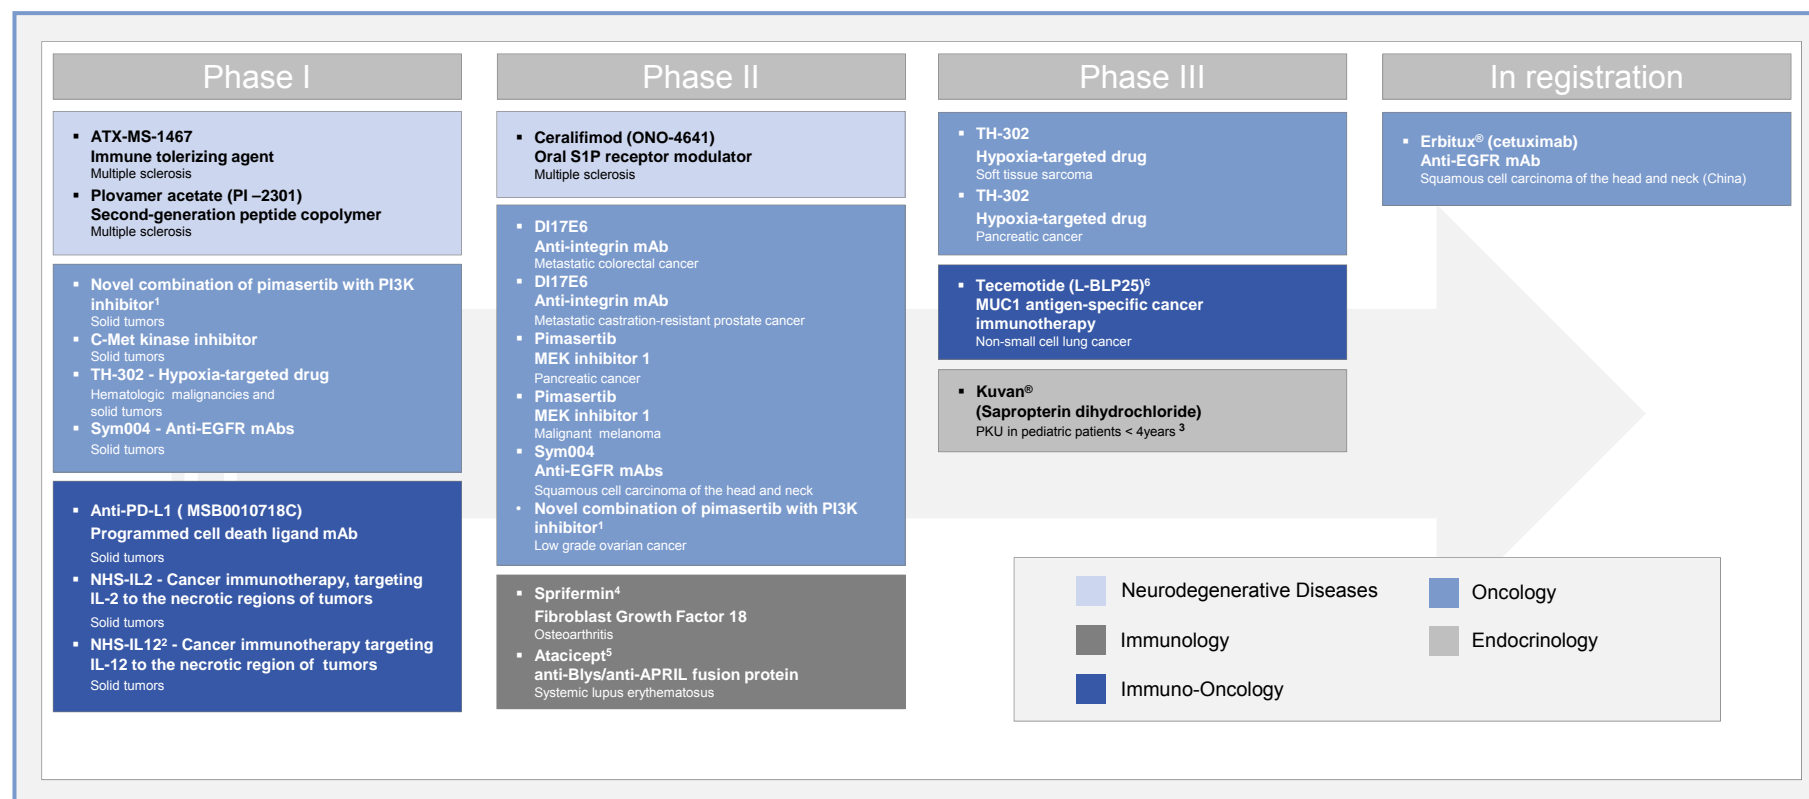 Phase I
ATX-MS-1467
Immune tolerizing agent
Multiple sclerosis
Plovamer acetate (PI –2301)
Second-generation peptide copolymer
Multiple sclerosis
Novel combination of pimasertib with PI3K
inhibitor¹
Solid tumors
C-Met kinase inhibitor
Solid tumors
TH-302 - Hypoxia-targeted drug
Hematologic malignancies and
solid tumors
Sym004 - Anti-EGFR mAbs
Solid tumors
Anti-PD-L1 ( MSB0010718C)
Programmed cell death ligand mAb
Solid tumors
NHS-IL2 - Cancer immunotherapy, targeting
IL-2 to the necrotic regions of tumors
Solid tumors
NHS-IL12² - Cancer immunotherapy targeting
IL-12 to the necrotic region of tumors
Solid tumors
Phase II
Ceralifimod (ONO-4641)
Oral S1P receptor modulator
Multiple sclerosis
DI17E6
Anti-integrin mAb
Metastatic colorectal cancer
DI17E6
Anti-integrin mAb
Metastatic castration-resistant prostate cancer
Pimasertib
MEK inhibitor 1
Pancreatic cancer
Pimasertib
MEK inhibitor 1
Malignant melanoma
Sym004
Anti-EGFR mAbs
Squamous cell carcinoma of the head and neck
Novel combination of pimasertib with PI3K
inhibitor¹
Low grade ovarian cancer
Sprifermin⁴
Fibroblast Growth Factor 18
Osteoarthritis
Atacicept⁵
anti-Blys/anti-APRIL fusion protein
Systemic lupus erythematosus
Phase III
TH-302
Hypoxia-targeted drug
Soft tissue sarcoma
TH-302
Hypoxia-targeted drug
Pancreatic cancer
Tecemotide (L-BLP25)⁶
MUC1 antigen-specific cancer
immunotherapy
Non-small cell lung cancer
Kuvan®
(Sapropterin dihydrochloride)
PKU in pediatric patients < 4years ³
In registration
Erbitux® (cetuximab)
Anti-EGFR mAb
Squamous cell carcinoma of the head and neck (China)
Neurodegenerative Diseases
Oncology
Immunology
Endocrinology
Immuno-Oncology